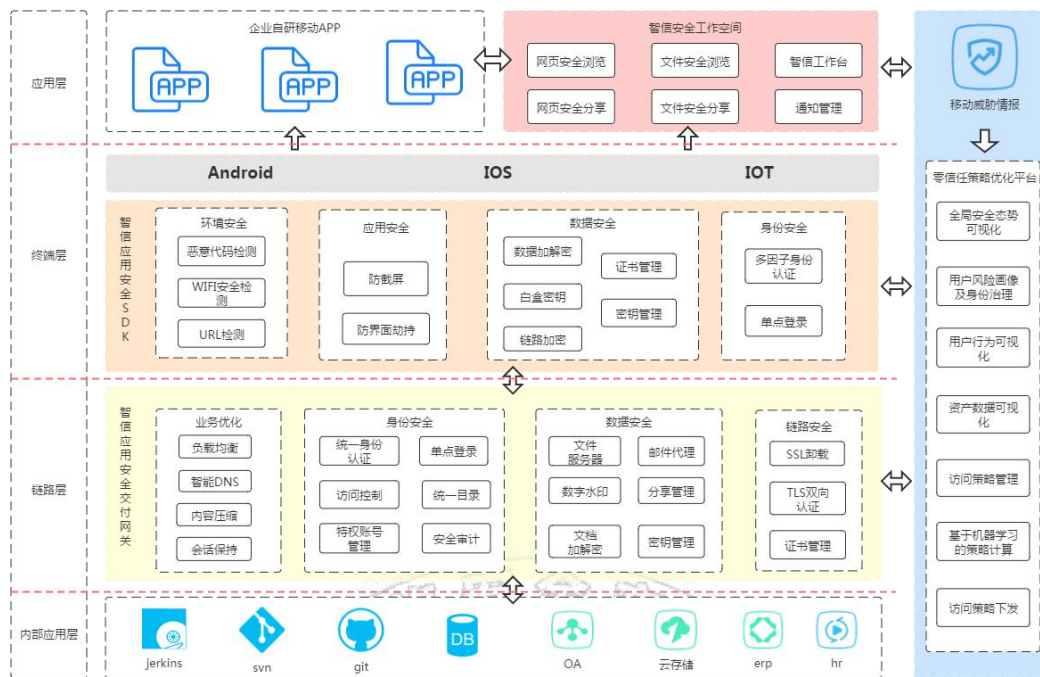 应用层
企业自研移动APP
APP
APP
APP
智信安全工作空间
网页安全浏览
文件安全浏览
智信工作台
网页安全分享
文件安全分享
通知管理
移动威胁情报
终端层
Android
IOS
IOT
智信应用安全SDK
环境安全
恶意代码检测
WIFI安全检
测
URL检测
应用安全
防截屏
防界面劫持
数据安全
数据加解密
证书管理
白盒密钥
密钥管理
链路加密
身份安全
多因子身份
认证
单点登录
链路层
智信应用安全交付网关
业务优化
负载均衡
智能DNS
内容压缩
会话保持
身份安全
统一身份
认证
单点登录
访问控制
统一目录
特权账号
管理
安全审计
数据安全
文件
服务器
邮件代理
数字水印
分享管理
文档
加解密
密钥管理
链路安全
SSL卸载
TLS双向
认证
证书管理
内部应用层
jerkins
svn
git
DB
OA
云存储
erp
hr
零信任策略优化平台
全局安全态势
可视化
用户风险画像
及身份治理
用户行为可视
化
资产数据可视
化
访问策略管理
基于机器学习
的策略计算
访问策略下发